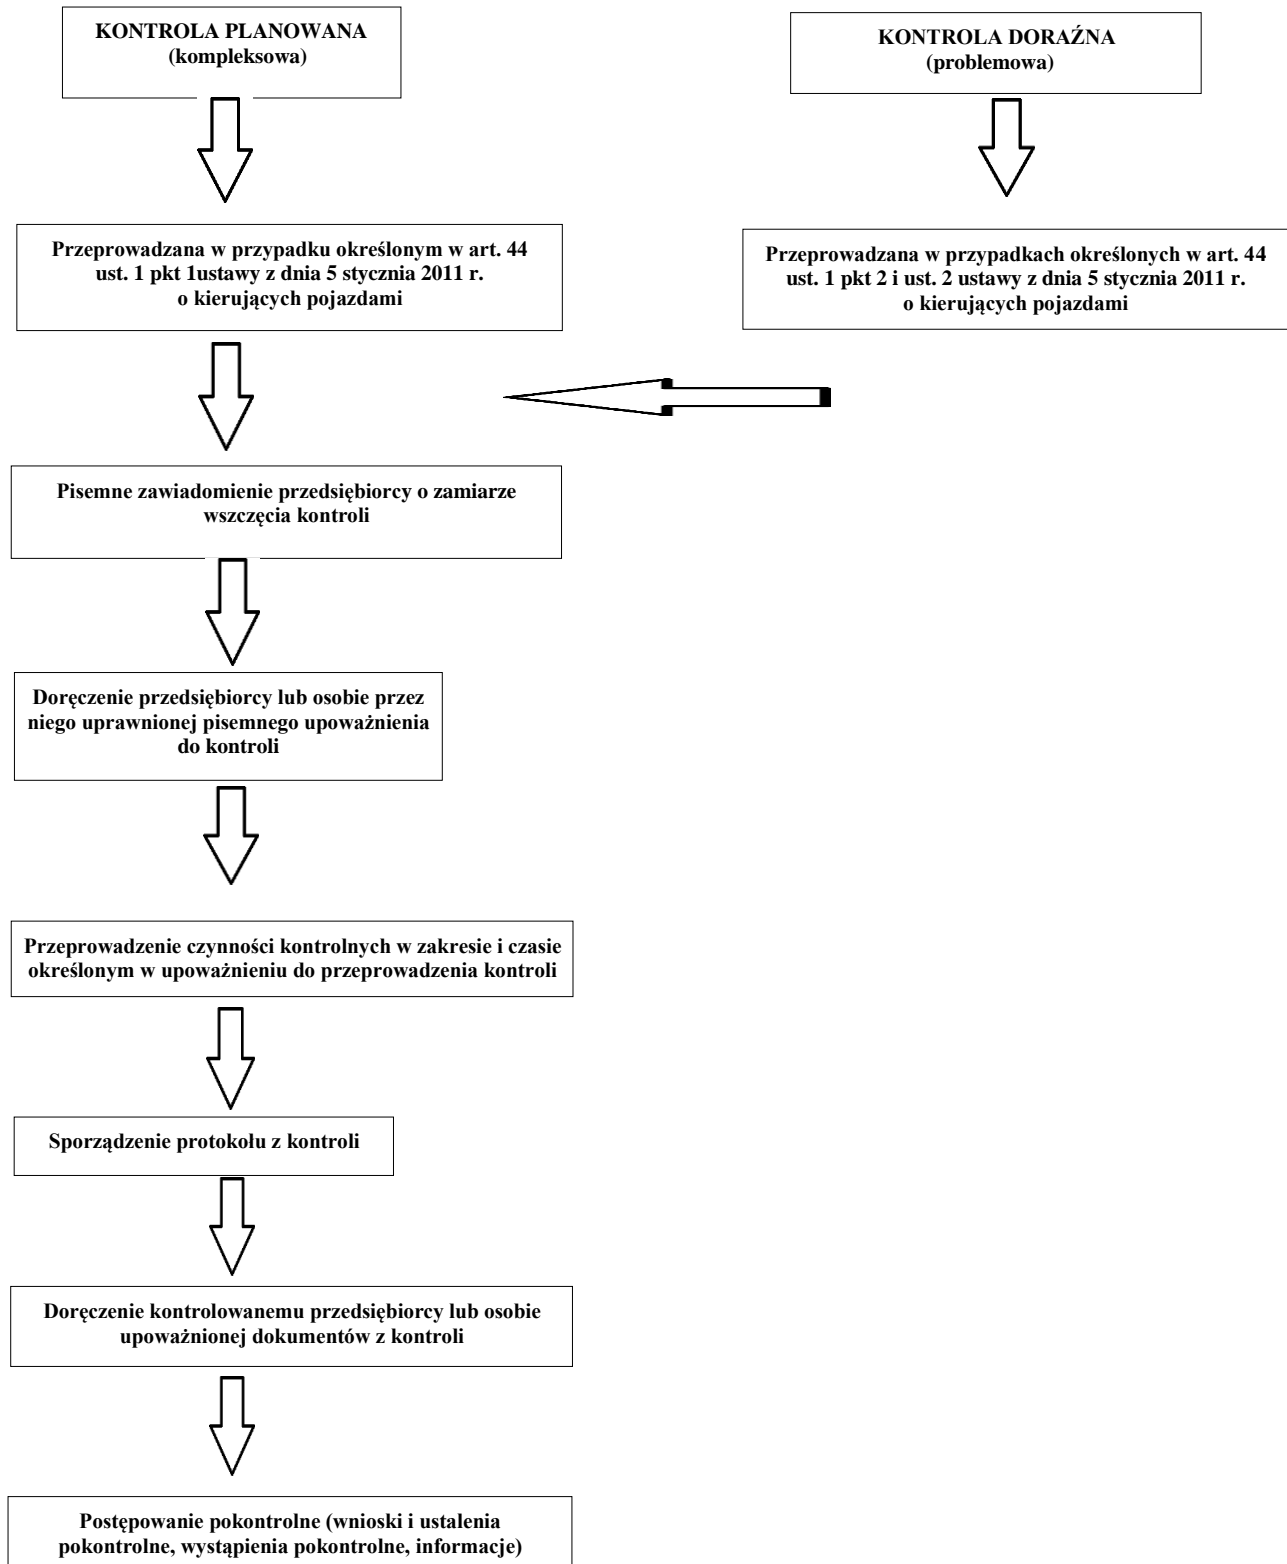 KONTROLA PLANOWANA
(kompleksowa)
KONTROLA DORAŹNA
(problemowa)
Przeprowadzana w przypadku określonym w art. 44
ust. 1 pkt 1ustawy z dnia 5 stycznia 2011 r.
o kierujących pojazdami
Przeprowadzana w przypadkach określonych w art. 44
ust. 1 pkt 2 i ust. 2 ustawy z dnia 5 stycznia 2011 r.
o kierujących pojazdami
Pisemne zawiadomienie przedsiębiorcy o zamiarze
wszczęcia kontroli
Doręczenie przedsiębiorcy lub osobie przez
niego uprawnionej pisemnego upoważnienia
do kontroli
Przeprowadzenie czynności kontrolnych w zakresie i czasie
określonym w upoważnieniu do przeprowadzenia kontroli
Sporządzenie protokołu z kontroli
Doręczenie kontrolowanemu przedsiębiorcy lub osobie
upoważnionej dokumentów z kontroli
Postępowanie pokontrolne (wnioski i ustalenia
pokontrolne, wystąpienia pokontrolne, informacje)